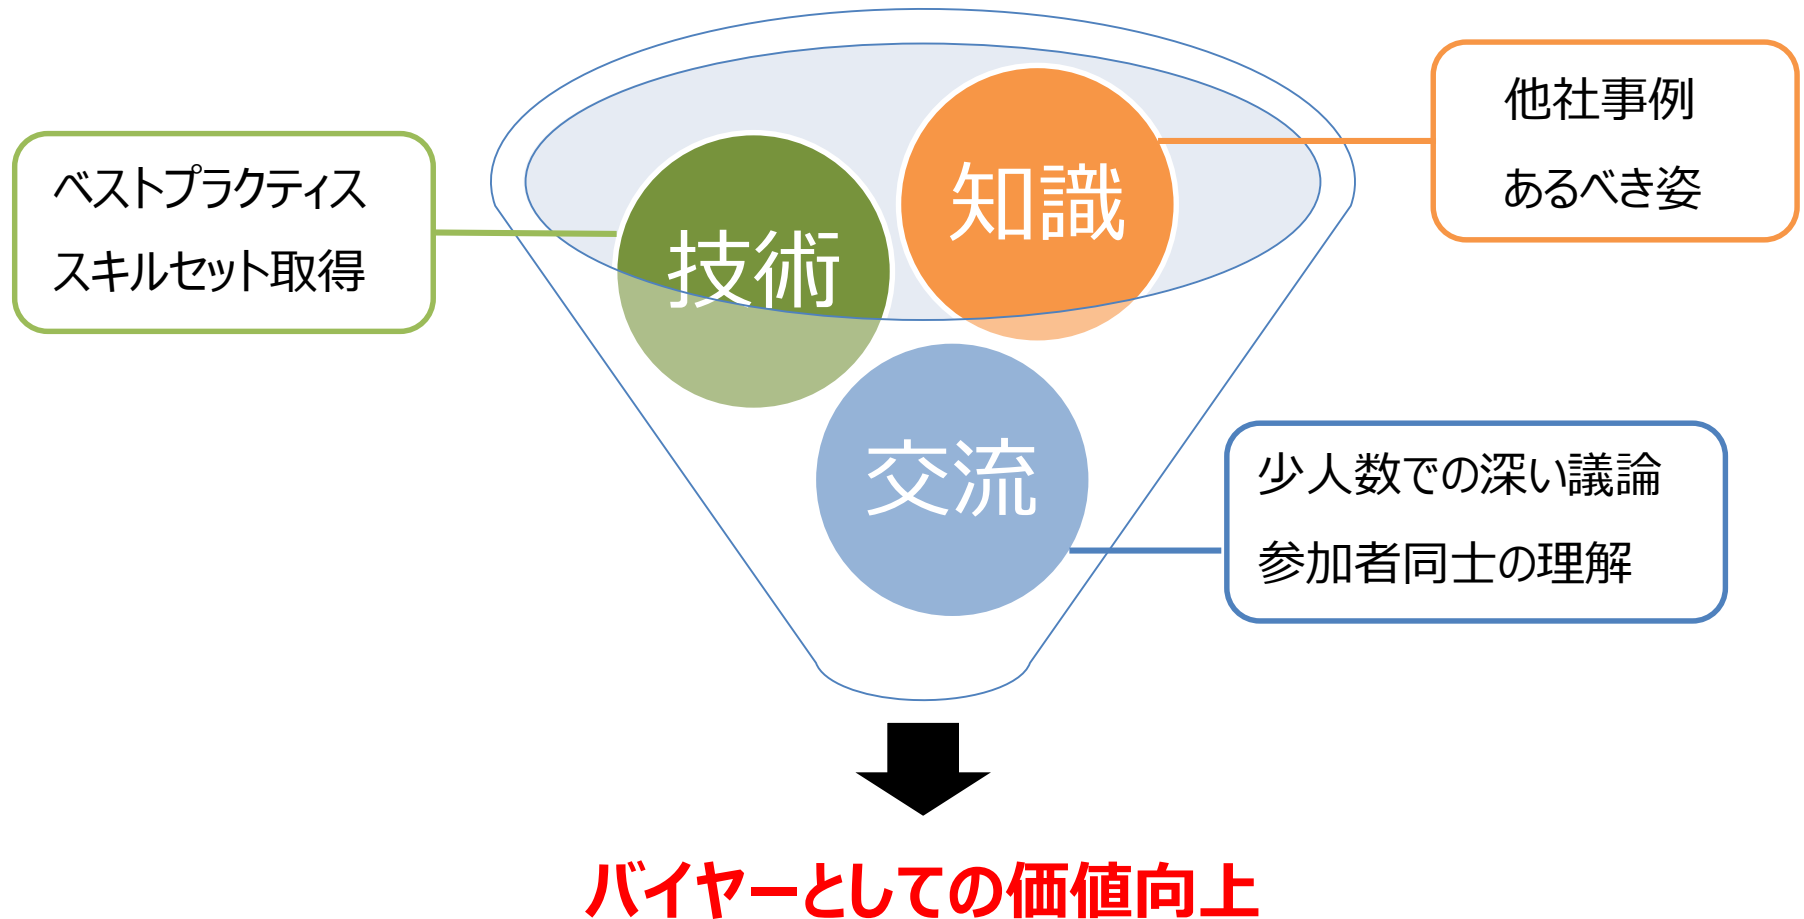 ベストプラクティス
スキルセット取得
技術
知識
他社事例
あるべき姿
交流
少人数での深い議論
参加者同士の理解
バイヤーとしての価値向上